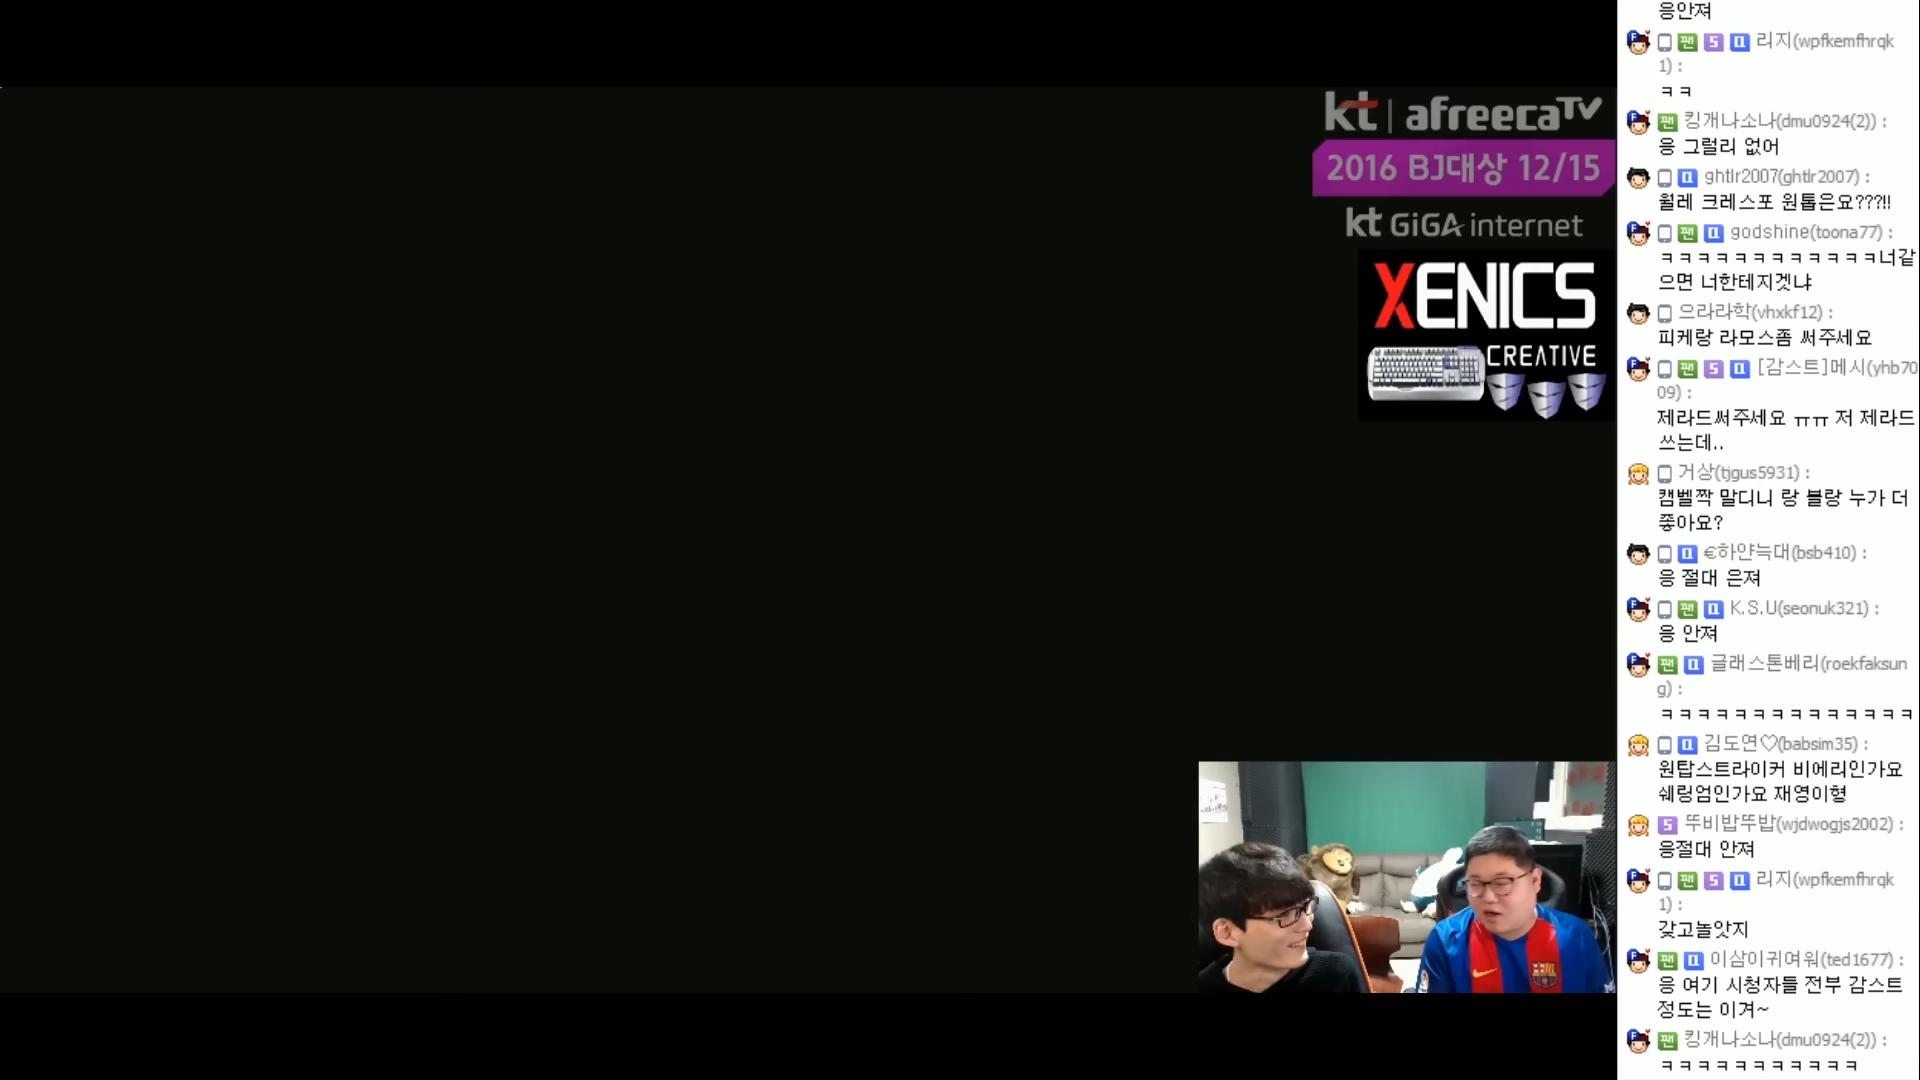 kt | afreecaTV
2016 BJ대상 12/15
kt GiGA internet
XENICS
CREATIVE
응안져
팬 S 리지(wpfkemfhrqk
1) :
ㅋㅋ
팬 킹개나소나(dmu0924(2)) :
응 그럴리 없어
ghtlr2007(ghtlr2007) :
월레 크레스포 원톱은요???!!
팬 godshine(toona77) :
ㅋㅋㅋㅋㅋㅋㅋㅋㅋㅋㅋㅋ너같
으면 너한테지겟냐
으라라학(vhxkf12) :
피케랑 라모스좀 써주세요
팬 S [감스트]메시(yhb70
09) :
제라드써주세요 ㅠㅠ 저 제라드
쓰는데..
거상(tjgus5931) :
캠벨짝 말디니 랑 블랑 누가 더
좋아요?
€하얀늑대(bsb410) :
응 절대 은져
팬 K.S.U(seonuk321) :
응 안져
팬 글래스톤베리(roekfaksun
g) :
ㅋㅋㅋㅋㅋㅋㅋㅋㅋㅋㅋㅋㅋㅋ
김도연♡(babsim35) :
원탑스트라이커 비에리인가요
쉐링엄인가요 재영이형
S 뚜비밥뚜밥(wjdwogjs2002) :
응절대 안져
팬 S 리지(wpfkemfhrqk
1) :
갖고놀앗지
팬 이삼이귀여워(ted1677) :
응 여기 시청자들 전부 감스트
정도는 이겨~
팬 킹개나소나(dmu0924(2)) :
ㅋㅋㅋㅋㅋㅋㅋㅋㅋㅋㅋ